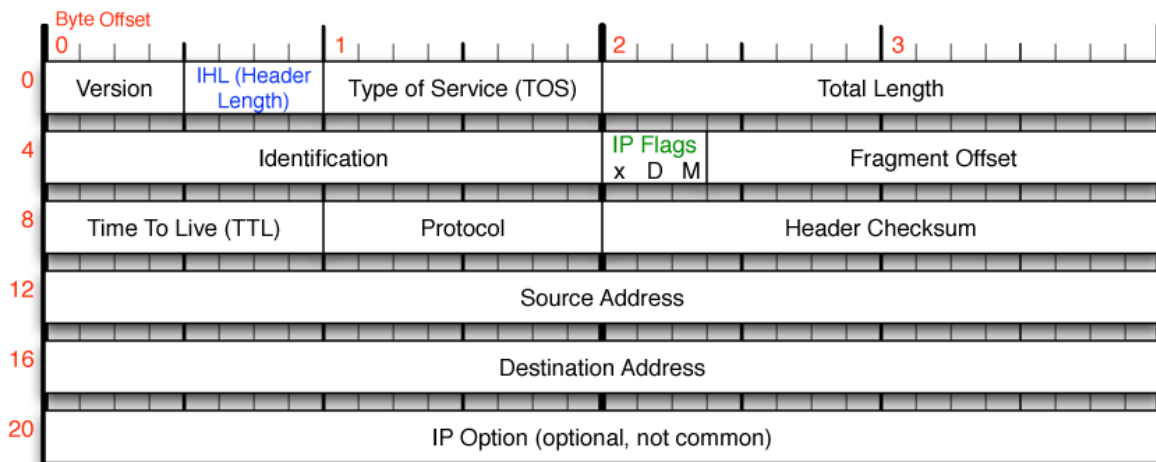 Byte Offset
0 1 2 3
0 Version IHL (Header Length) Type of Service (TOS) Total Length
4 Identification IP Flags Fragment Offset
x D M
8 Time To Live (TTL) Protocol Header Checksum
12 Source Address
16 Destination Address
20 IP Option (optional, not common)